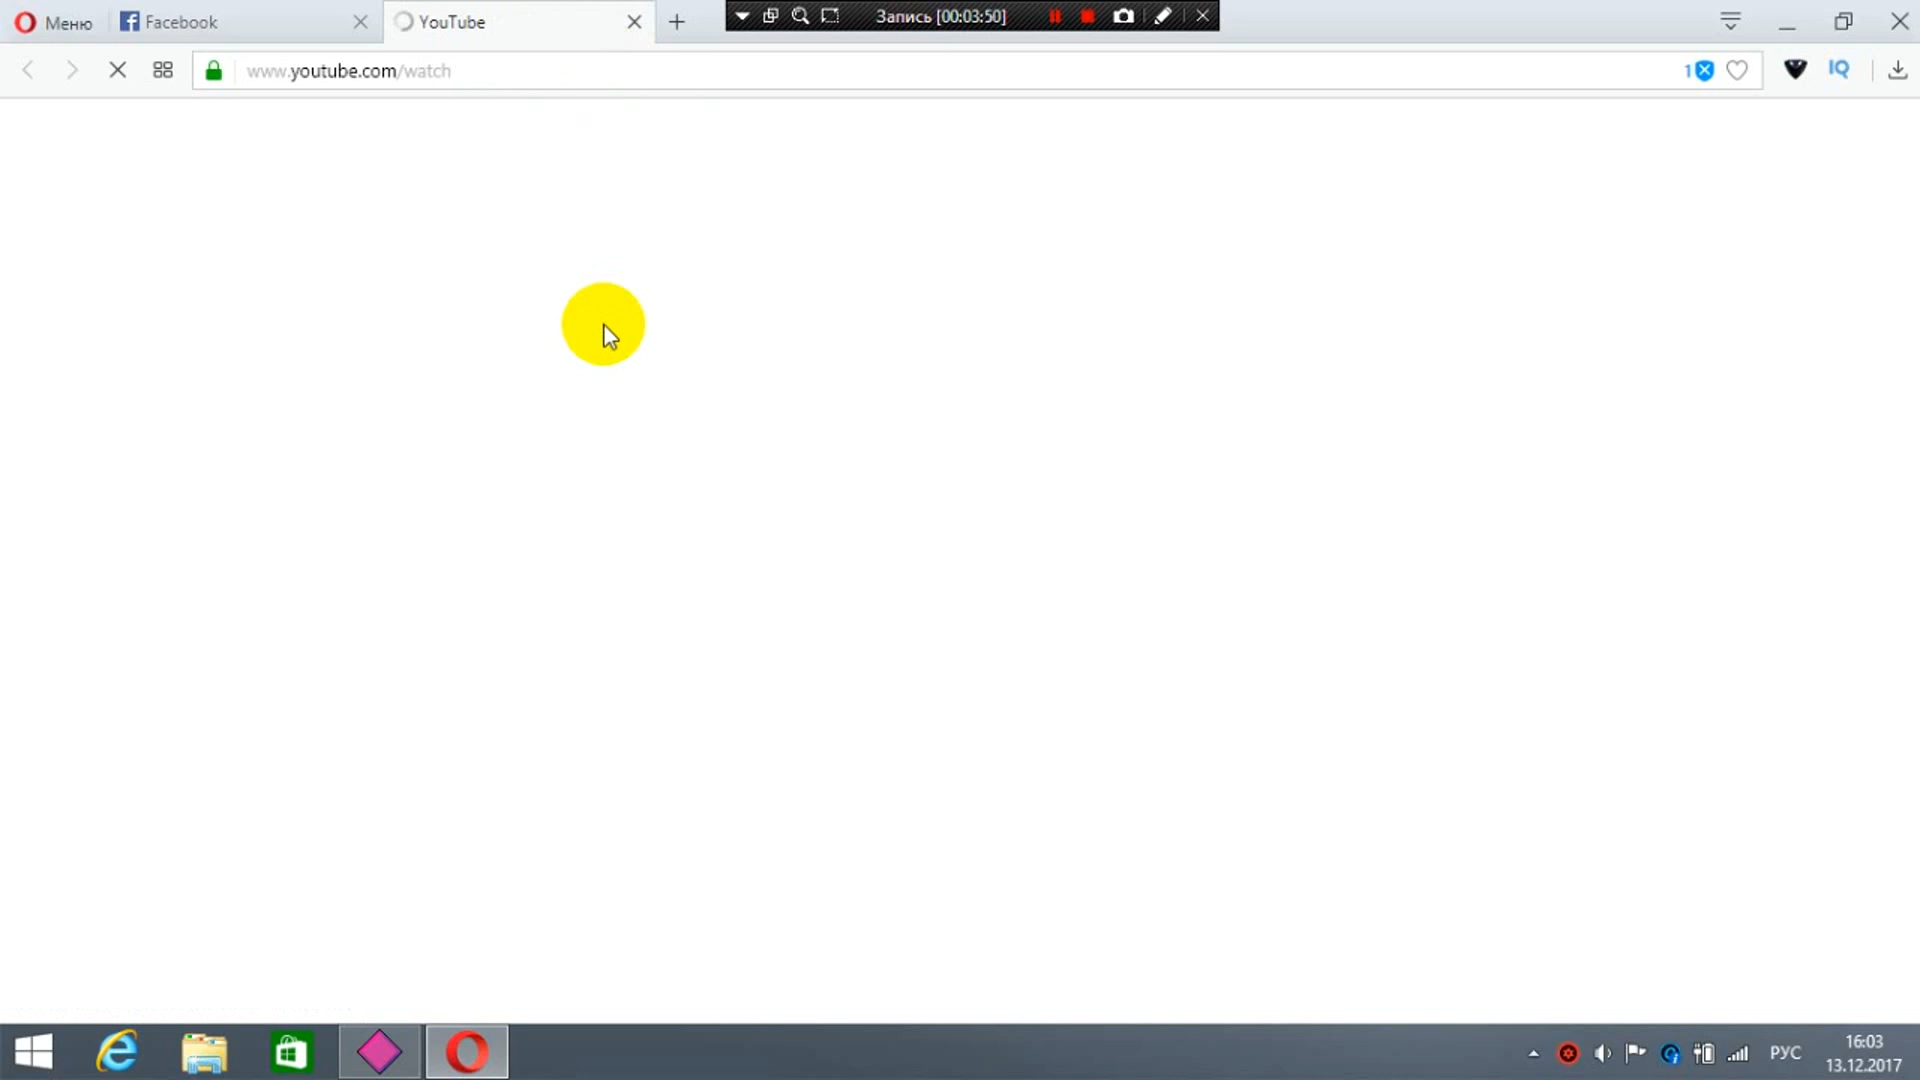 Меню
Facebook
YouTube
Запись [00:03:50]
www.youtube.com/watch
1
IQ
РУС
16:03
13.12.2017